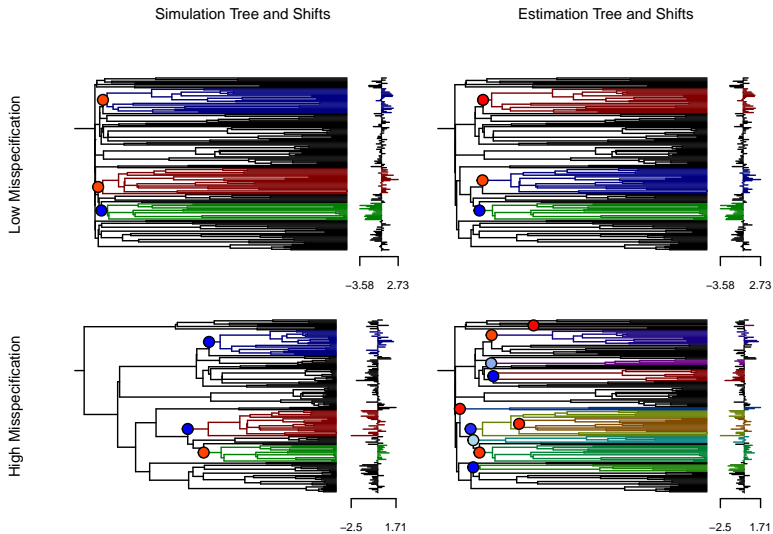 Simulation Tree and Shifts
Estimation Tree and Shifts
Low Misspecification
−3.58 2.73
−3.58 2.73
High Misspecification
−2.5 1.71
−2.5 1.71